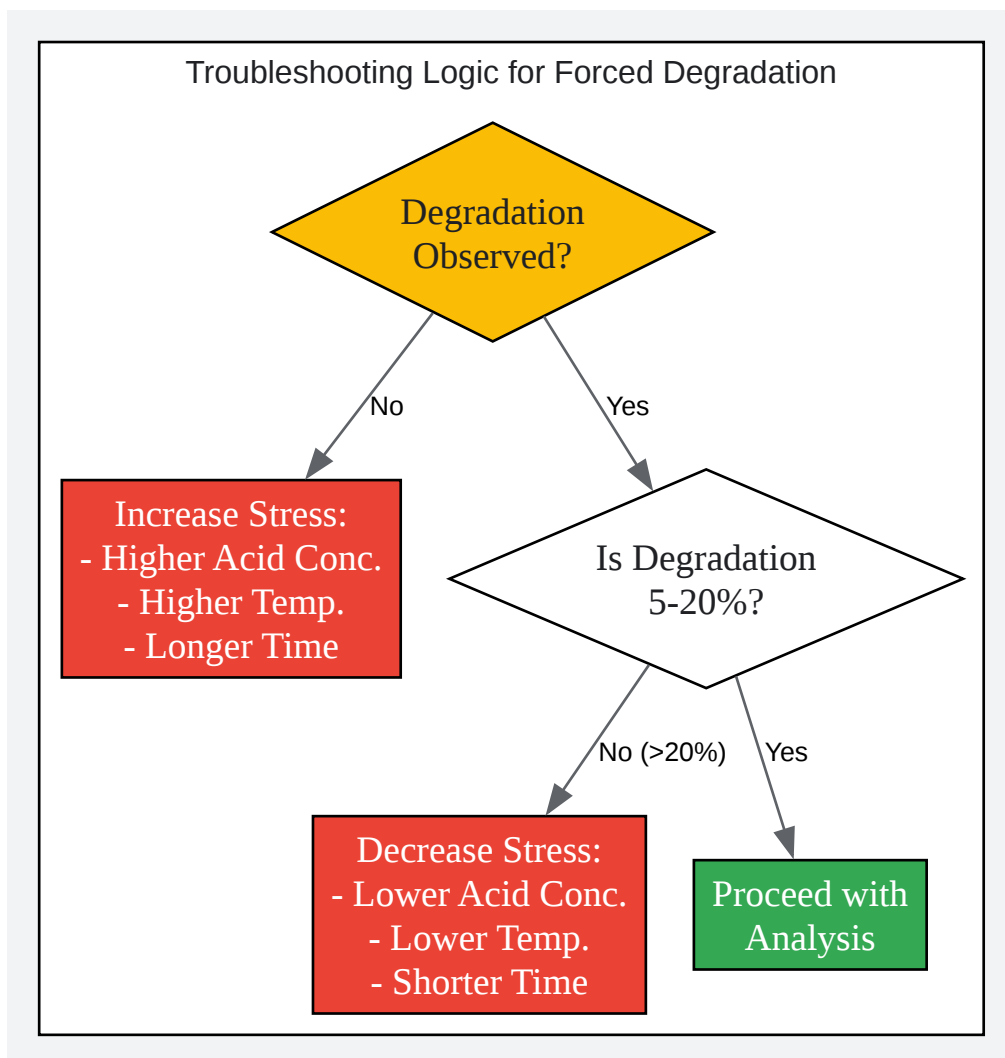 Troubleshooting Logic for Forced Degradation
Degradation
Observed?
No
Yes
Increase Stress:
- Higher Acid Conc.
- Higher Temp.
- Longer Time
Is Degradation
5-20%?
No (>20%)
Yes
Decrease Stress:
- Lower Acid Conc.
- Lower Temp.
- Shorter Time
Proceed with
Analysis